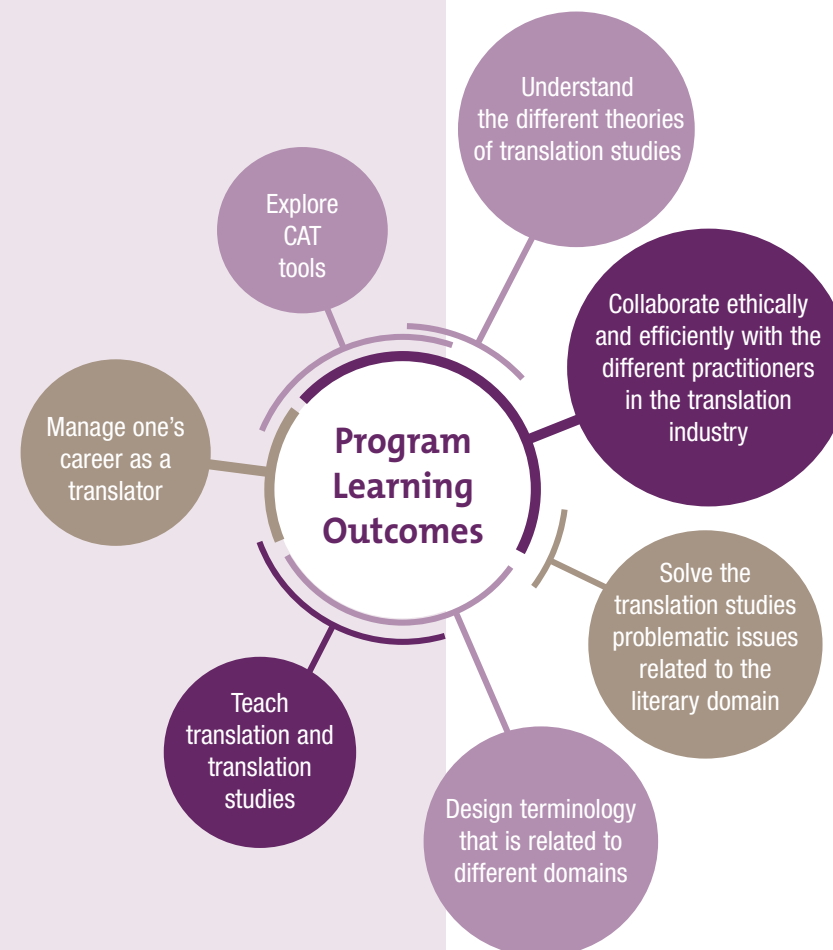 Program
Learning
Outcomes
Understand
the different theories
of translation studies
Collaborate ethically
and efficiently with the
different practitioners
in the translation
industry
Solve the
translation studies
problematic issues
related to the
literary domain
Design terminology
that is related to
different domains
Teach
translation and
translation
studies
Manage one’s
career as a
translator
Explore
CAT
tools